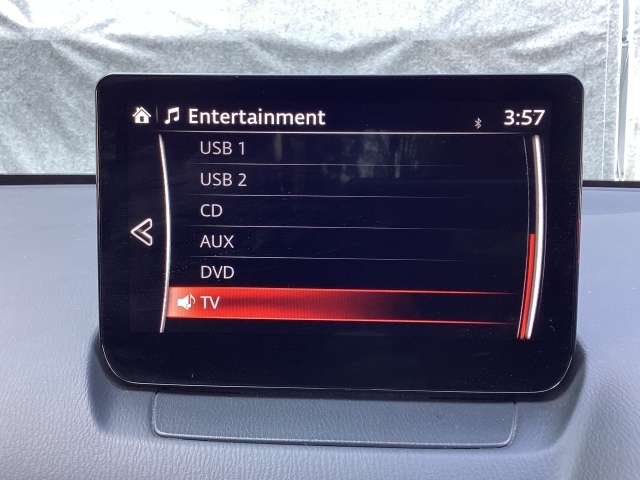 Entertainment 3:57
USB 1
USB 2
CD
AUX
DVD
TV